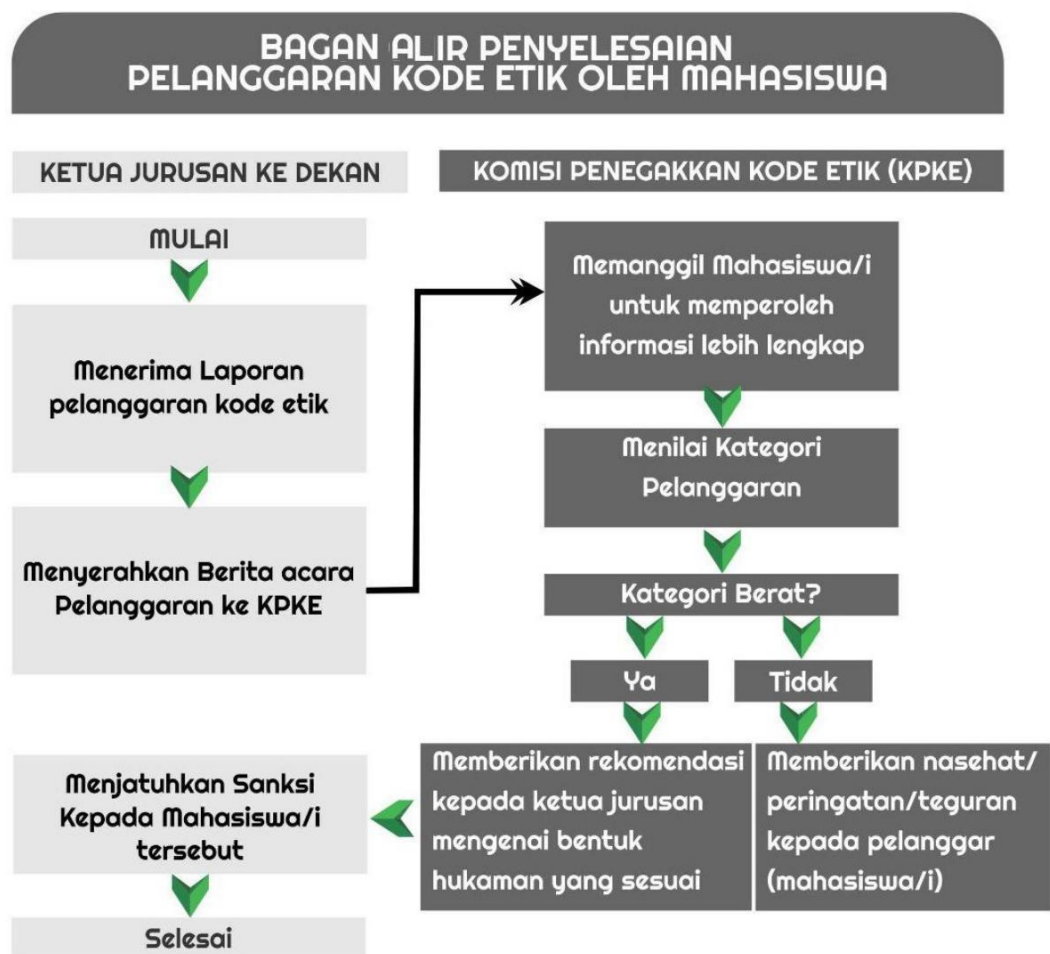 BAGAN ALIR PENYELESAIAN
PELANGGARAN KODE ETIK OLEH MAHASISWA
KETUA JURUSAN KE DEKAN
KOMISI PENEGAKKAN KODE ETIK (KPKE)
MULAI
Menerima Laporan
pelanggaran kode etik
Menyerahkan Berita acara
Pelanggaran ke KPKE
Memanggil Mahasiswa/i
untuk memperoleh
informasi lebih lengkap
Menilai Kategori
Pelanggaran
Kategori Berat?
Ya
Tidak
Memberikan rekomendasi
kepada ketua jurusan
mengenai bentuk
hukaman yang sesuai
Memberikan nasehat/
peringatan/teguran
kepada pelanggar
(mahasiswa/i)
Menjatuhkan Sanksi
Kepada Mahasiswa/i
tersebut
Selesai